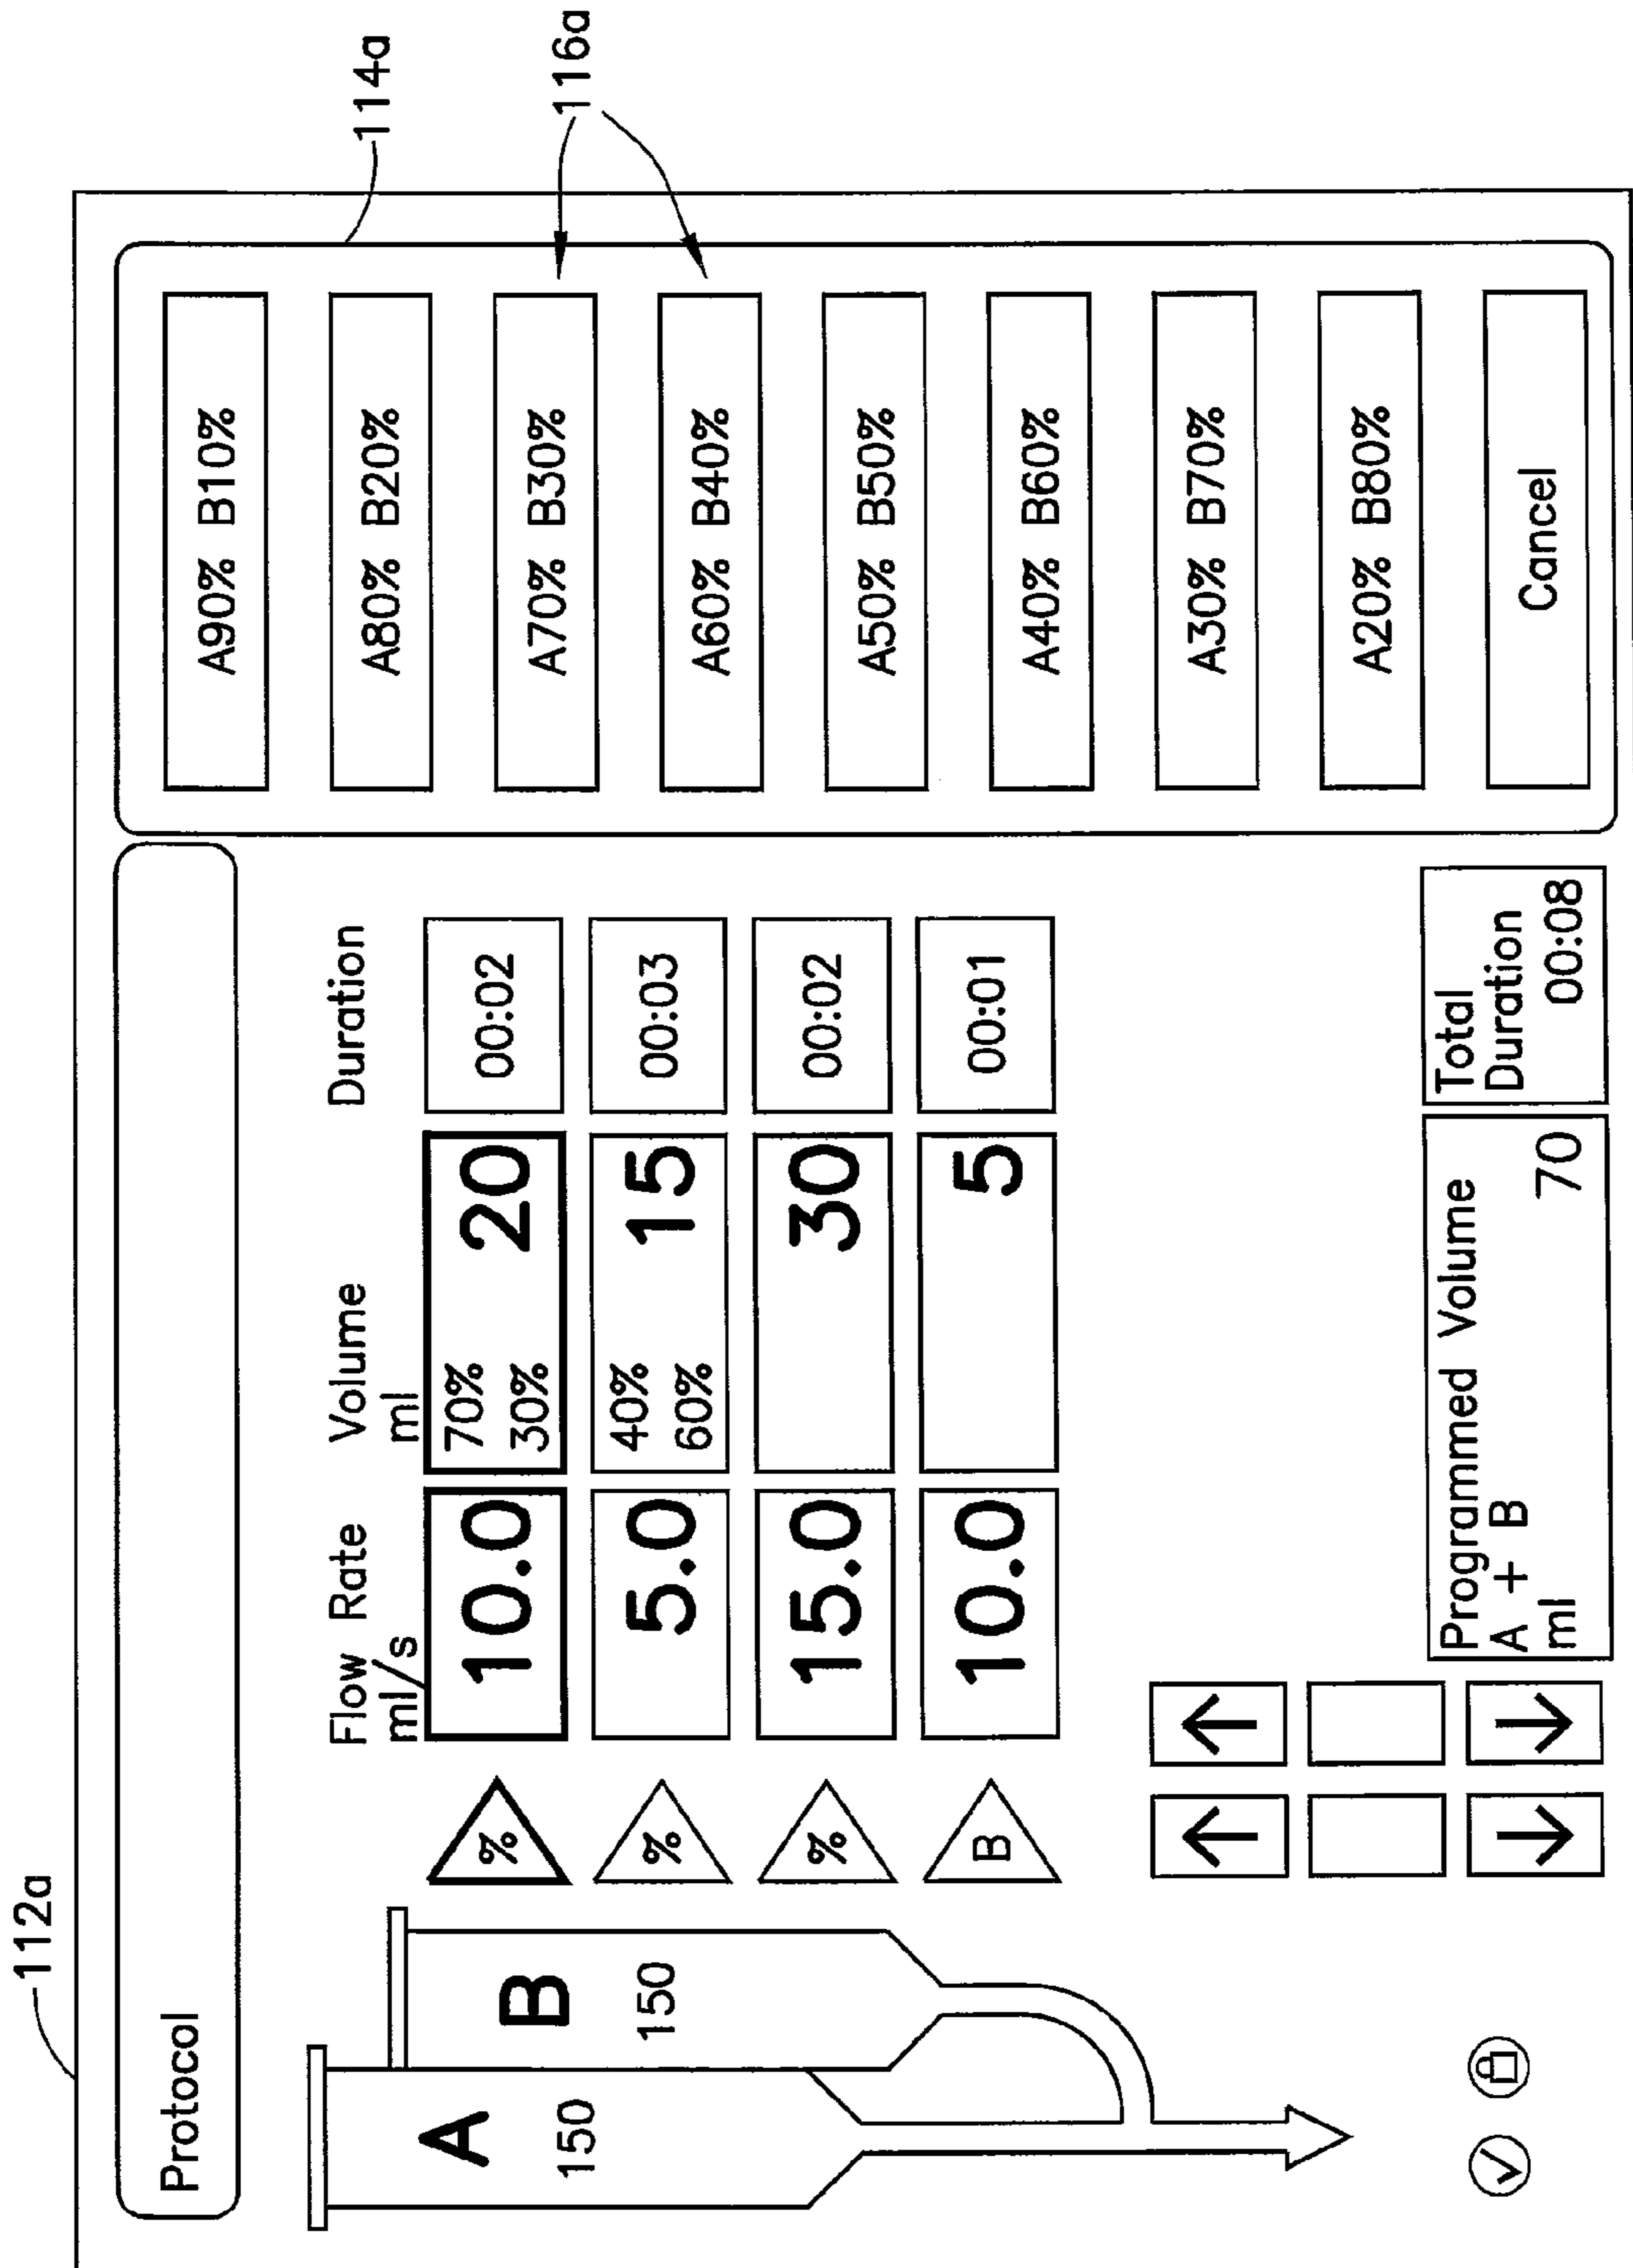 112a
Protocol
114a
116a
A
150
B
150
Flow Rate
ml/s
Volume
ml
Duration
%
10.0
70%
30%
20
00:02
%
5.0
40%
60%
15
00:03
%
15.0
30
00:02
B
10.0
5
00:01
Programmed Volume
A + B
ml
70
Total
Duration
00:08
A90% B10%
A80% B20%
A70% B30%
A60% B40%
A50% B50%
A40% B60%
A30% B70%
A20% B80%
Cancel